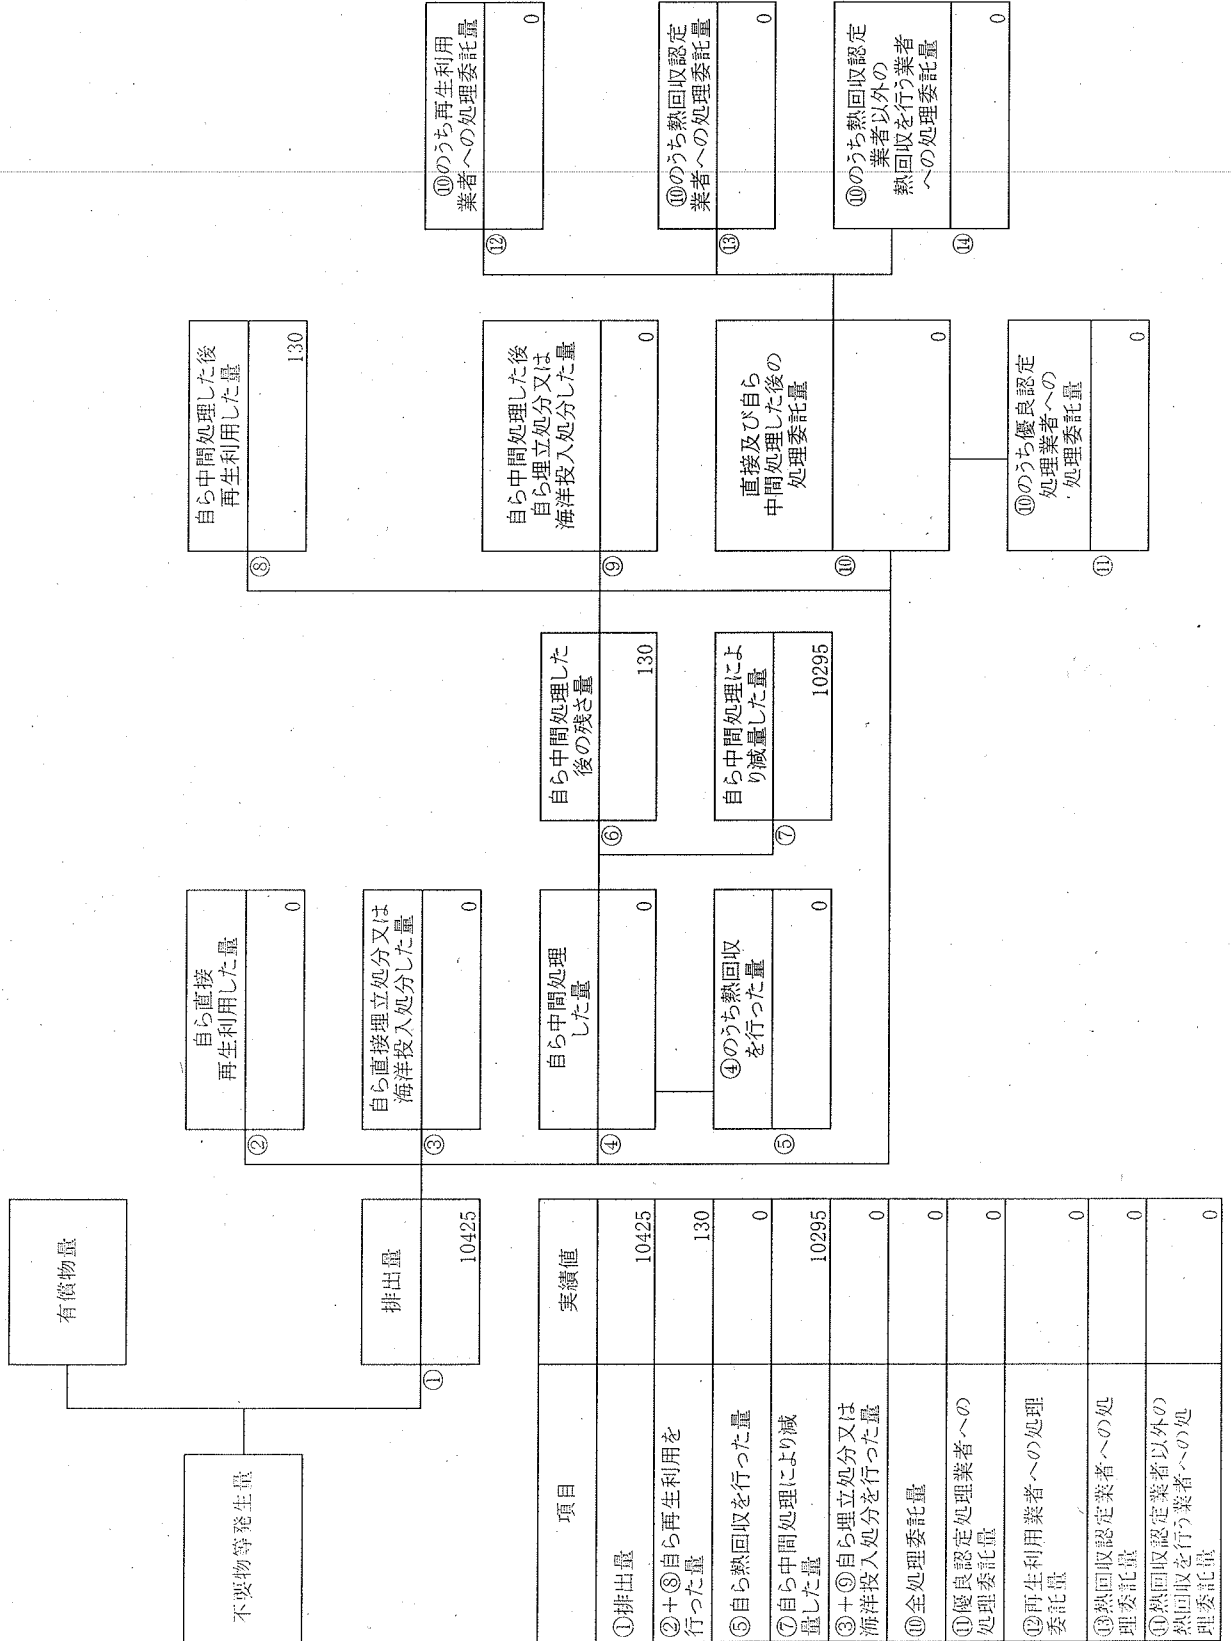 不要物等発生量
有償物量
排出量
①
10425
自ら直接
再生利用した量
②
0
自ら直接埋立処分又は
海洋投入処分した量
③
0
自ら中間処理
した量
④
0
④のうち熱回収
を行った量
⑤
0
自ら中間処理した
後の残さ量
⑥
130
自ら中間処理によ
り減量した量
⑦
10295
自ら中間処理した後
再生利用した量
⑧
130
自ら中間処理した後
自ら埋立処分又は
海洋投入処分した量
⑨
0
直接及び自ら
中間処理した後の
処理委託量
⑩
0
⑩のうち優良認定
処理業者への
処理委託量
⑪
0
⑩のうち再生利用
業者への処理委託量
⑫
0
⑩のうち熱回収認定
業者への処理委託量
⑬
0
⑩のうち熱回収認定
業者以外の
熱回収を行う業者
への処理委託量
⑭
0
項目 実績値
①排出量 10425
②+⑧自ら再生利用を
行った量 130
⑤自ら熱回収を行った量 0
⑦自ら中間処理により減
量した量 10295
③+⑨自ら埋立処分又は
海洋投入処分を行った量 0
⑩全処理委託量 0
⑪優良認定処理業者への
処理委託量 0
⑫再生利用業者への処理
委託量 0
⑬熱回収認定業者への処
理委託量 0
⑭熱回収認定業者以外の
熱回収を行う業者への処
理委託量 0